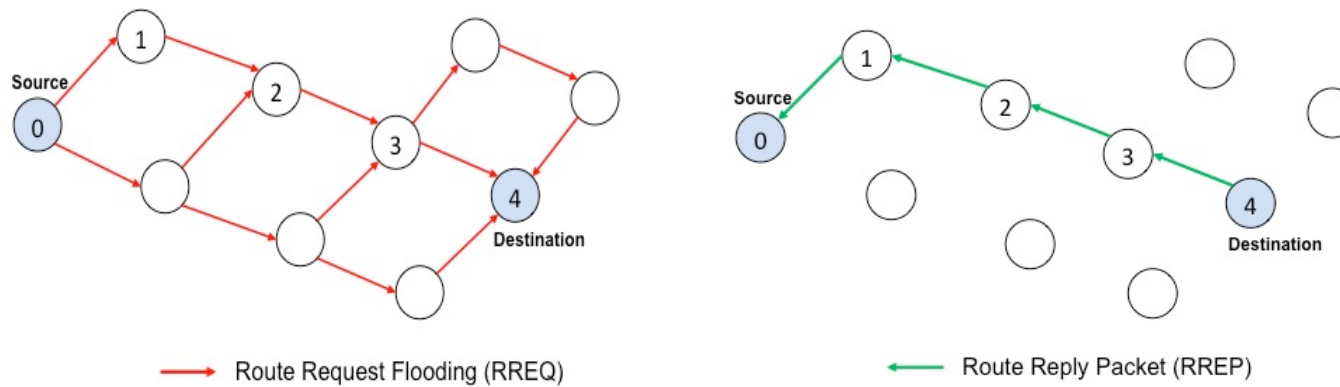 1
Source
2
0
3
4
Destination
Route Request Flooding (RREQ)
1
Source
2
0
3
4
Destination
Route Reply Packet (RREP)